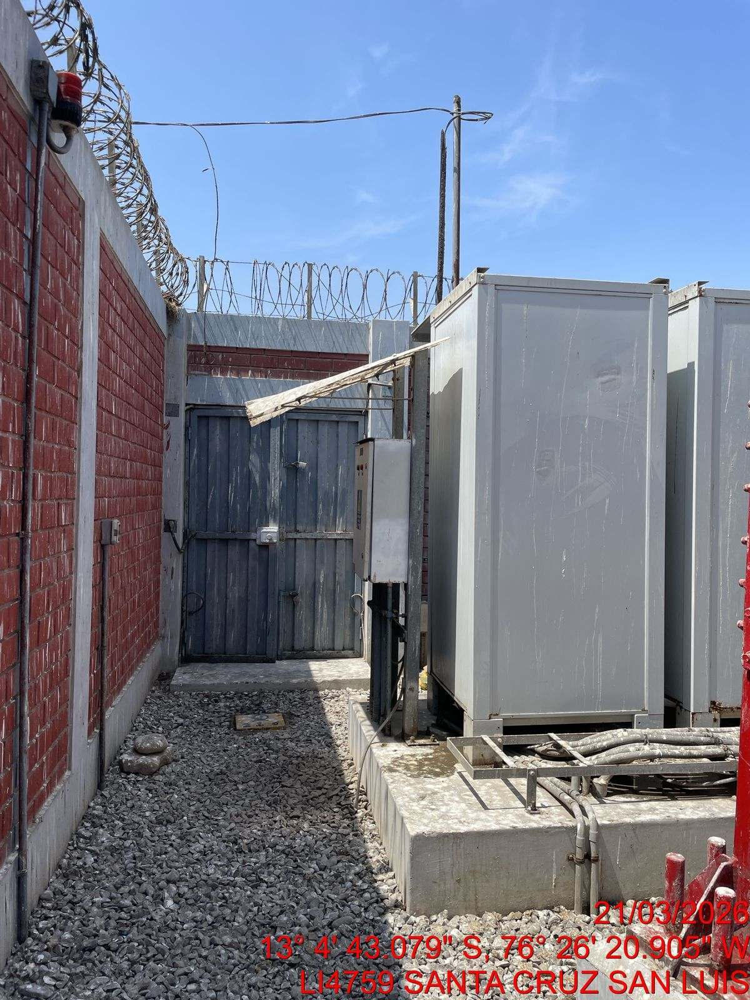 21/03/2026
13° 4' 43.079" S, 76° 26' 20.905" W
LI4759 SANTA CRUZ SAN LUIS